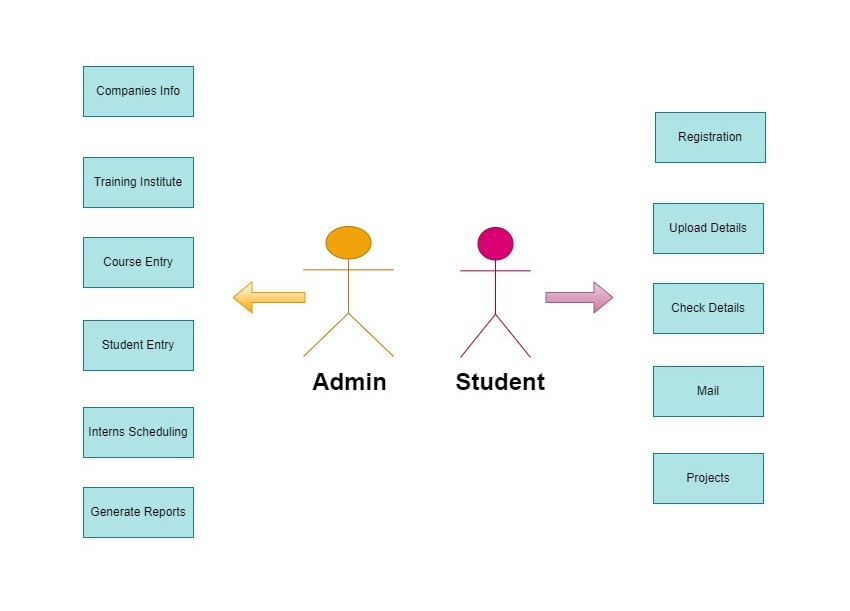 Companies Info
Training Institute
Course Entry
Student Entry
Interns Scheduling
Generate Reports
Admin
Student
Registration
Upload Details
Check Details
Mail
Projects